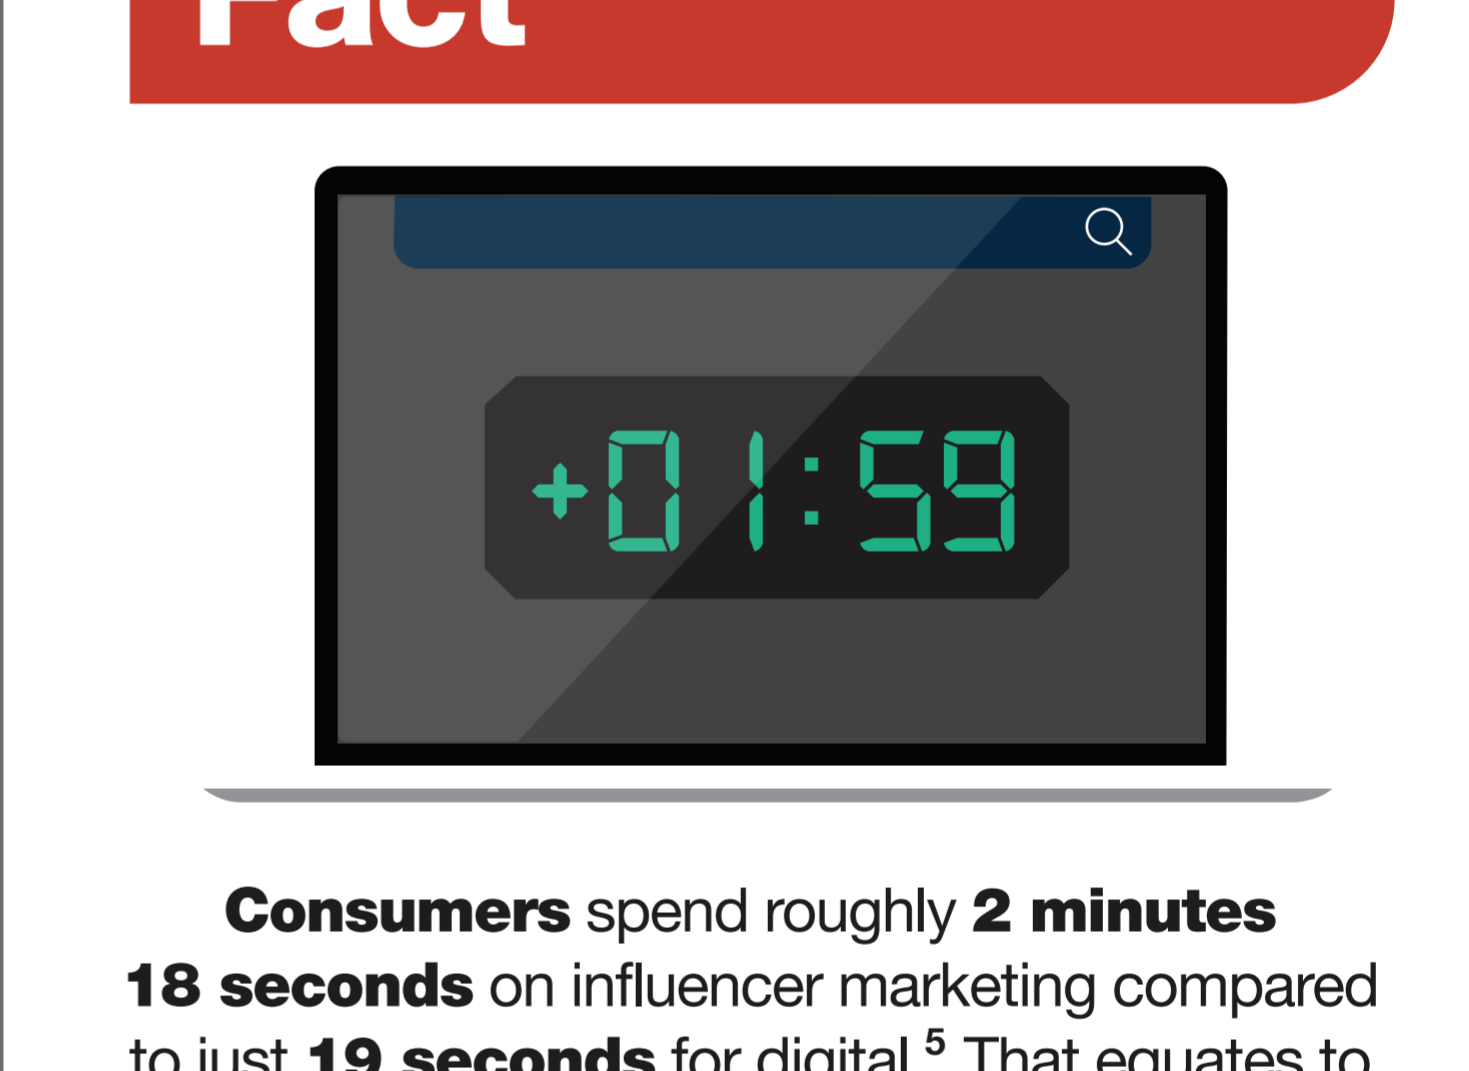 Fact
+01:59
Consumers spend roughly 2 minutes
18 seconds on influencer marketing compared
to just 19 seconds for digital.⁵ That equates to